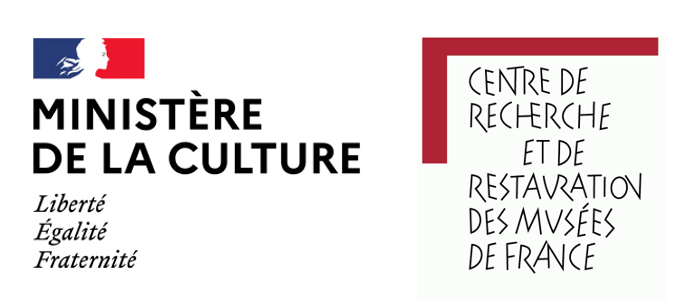 MINISTÈRE
DE LA CULTURE
Liberté
Égalité
Fraternité
CENTRE DE
RECHERCHE
ET DE
RESTAURATION
DES MUSÉES
DE FRANCE